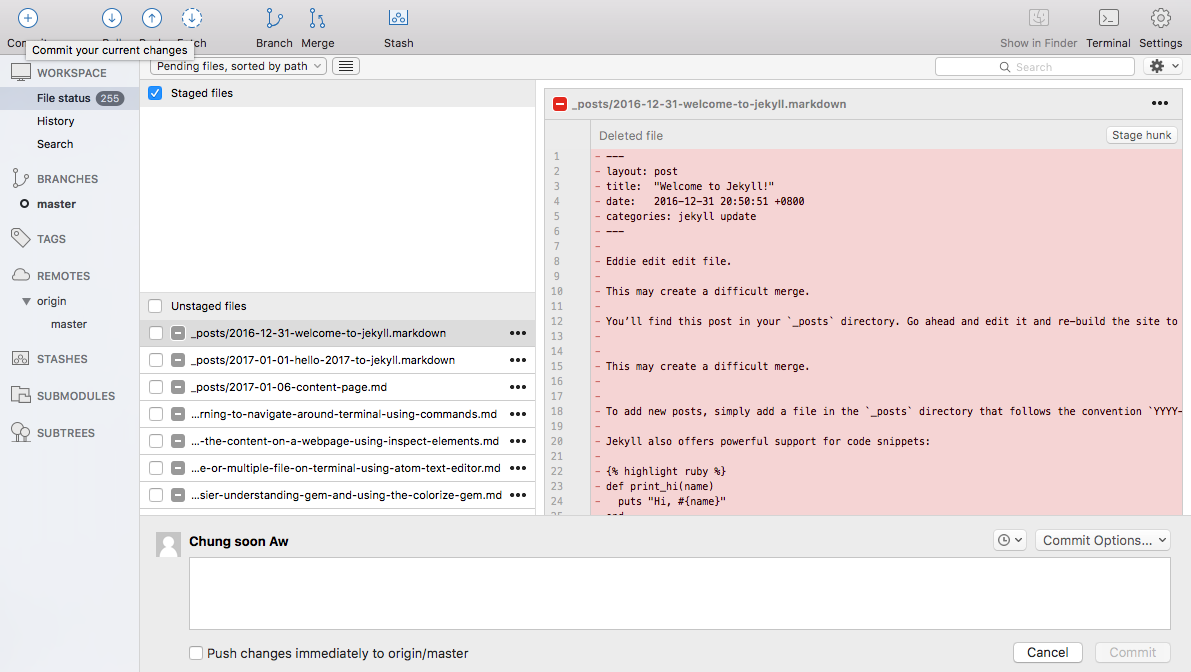 Branch Merge Stash Show in Finder Terminal Settings
Commit your current changes
WORKSPACE
File status 255
History
Search
BRANCHES
master
TAGS
REMOTES
origin
master
STASHES
SUBMODULES
SUBTREES
Pending files, sorted by path
Search
Staged files
Unstaged files
_posts/2016-12-31-welcome-to-jekyll.markdown
_posts/2017-01-01-hello-2017-to-jekyll.markdown
_posts/2017-01-06-content-page.md
...rning-to-navigate-around-terminal-using-commands.md
...-the-content-on-a-webpage-using-inspect-elements.md
...e-or-multiple-file-on-terminal-using-atom-text-editor.md
...sier-understanding-gem-and-using-the-colorize-gem.md
_posts/2016-12-31-welcome-to-jekyll.markdown
Deleted file Stage hunk
1 - ---
2 - layout: post
3 - title:  "Welcome to Jekyll!"
4 - date:   2016-12-31 20:50:51 +0800
5 - categories: jekyll update
6 - ---
7 -
8 - Eddie edit edit file.
9 -
10 - This may create a difficult merge.
11 -
12 - You’ll find this post in your `_posts` directory. Go ahead and edit it and re-build the site to
13 -
14 -
15 - This may create a difficult merge.
16 -
17 -
18 - To add new posts, simply add a file in the `_posts` directory that follows the convention `YYYY-
19 -
20 - Jekyll also offers powerful support for code snippets:
21 -
22 - {% highlight ruby %}
23 - def print_hi(name)
24 -   puts "Hi, #{name}"
Chung soon Aw
Commit Options...
Push changes immediately to origin/master
Cancel Commit